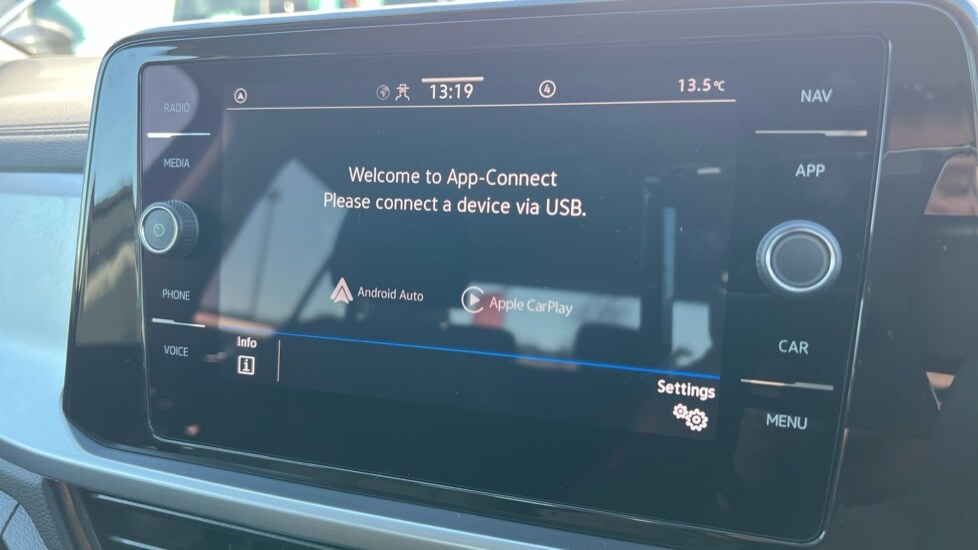 RADIO
MEDIA
PHONE
VOICE
A
13:19
4
13.5°C
Welcome to App-Connect
Please connect a device via USB.
Android Auto
Apple CarPlay
Info
i
Settings
NAV
APP
CAR
MENU